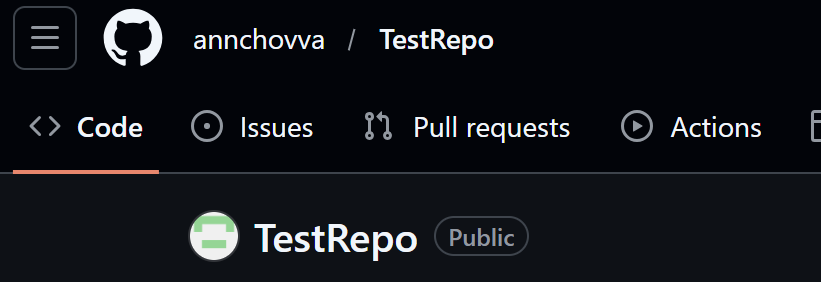 annchovva / TestRepo
Code Issues Pull requests Actions
TestRepo Public